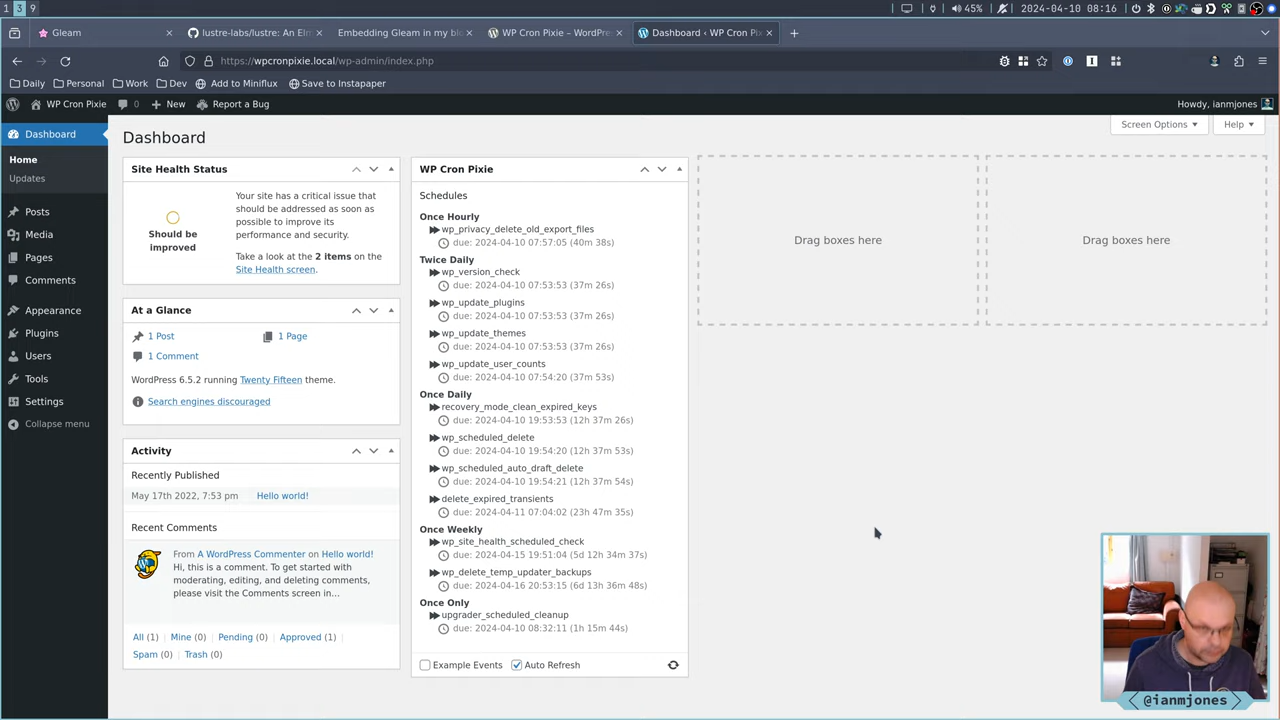 1 3 9
45%
2024-04-10 08:16
Gleam
lustre-labs/lustre: An Elm
Embedding Gleam in my blo
WP Cron Pixie – WordPres
Dashboard ‹ WP Cron Pix
https://wpcronpixie.local/wp-admin/index.php
Daily
Personal
Work
Dev
Add to Miniflux
Save to Instapaper
WP Cron Pixie
0
New
Report a Bug
Howdy, ianmjones
Dashboard
Home
Updates
Posts
Media
Pages
Comments
Appearance
Plugins
Users
Tools
Settings
Collapse menu
Dashboard
Screen Options
Help
Site Health Status
Should be
improved
Your site has a critical issue that
should be addressed as soon as
possible to improve its
performance and security.
Take a look at the 2 items on the
Site Health screen.
At a Glance
1 Post
1 Page
1 Comment
WordPress 6.5.2 running Twenty Fifteen theme.
Search engines discouraged
Activity
Recently Published
May 17th 2022, 7:53 pm
Hello world!
Recent Comments
From A WordPress Commenter on Hello world!
Hi, this is a comment. To get started with
moderating, editing, and deleting comments,
please visit the Comments screen in…
All (1) | Mine (0) | Pending (0) | Approved (1) |
Spam (0) | Trash (0)
WP Cron Pixie
Schedules
Once Hourly
wp_privacy_delete_old_export_files
due: 2024-04-10 07:57:05 (40m 38s)
Twice Daily
wp_version_check
due: 2024-04-10 07:53:53 (37m 26s)
wp_update_plugins
due: 2024-04-10 07:53:53 (37m 26s)
wp_update_themes
due: 2024-04-10 07:53:53 (37m 26s)
wp_update_user_counts
due: 2024-04-10 07:54:20 (37m 53s)
Once Daily
recovery_mode_clean_expired_keys
due: 2024-04-10 19:53:53 (12h 37m 26s)
wp_scheduled_delete
due: 2024-04-10 19:54:20 (12h 37m 53s)
wp_scheduled_auto_draft_delete
due: 2024-04-10 19:54:21 (12h 37m 54s)
delete_expired_transients
due: 2024-04-11 07:04:02 (23h 47m 35s)
Once Weekly
wp_site_health_scheduled_check
due: 2024-04-15 19:51:04 (5d 12h 34m 37s)
wp_delete_temp_updater_backups
due: 2024-04-16 20:53:15 (6d 13h 36m 48s)
Once Only
upgrader_scheduled_cleanup
due: 2024-04-10 08:32:11 (1h 15m 44s)
Example Events
Auto Refresh
Drag boxes here
Drag boxes here
@ianmjones